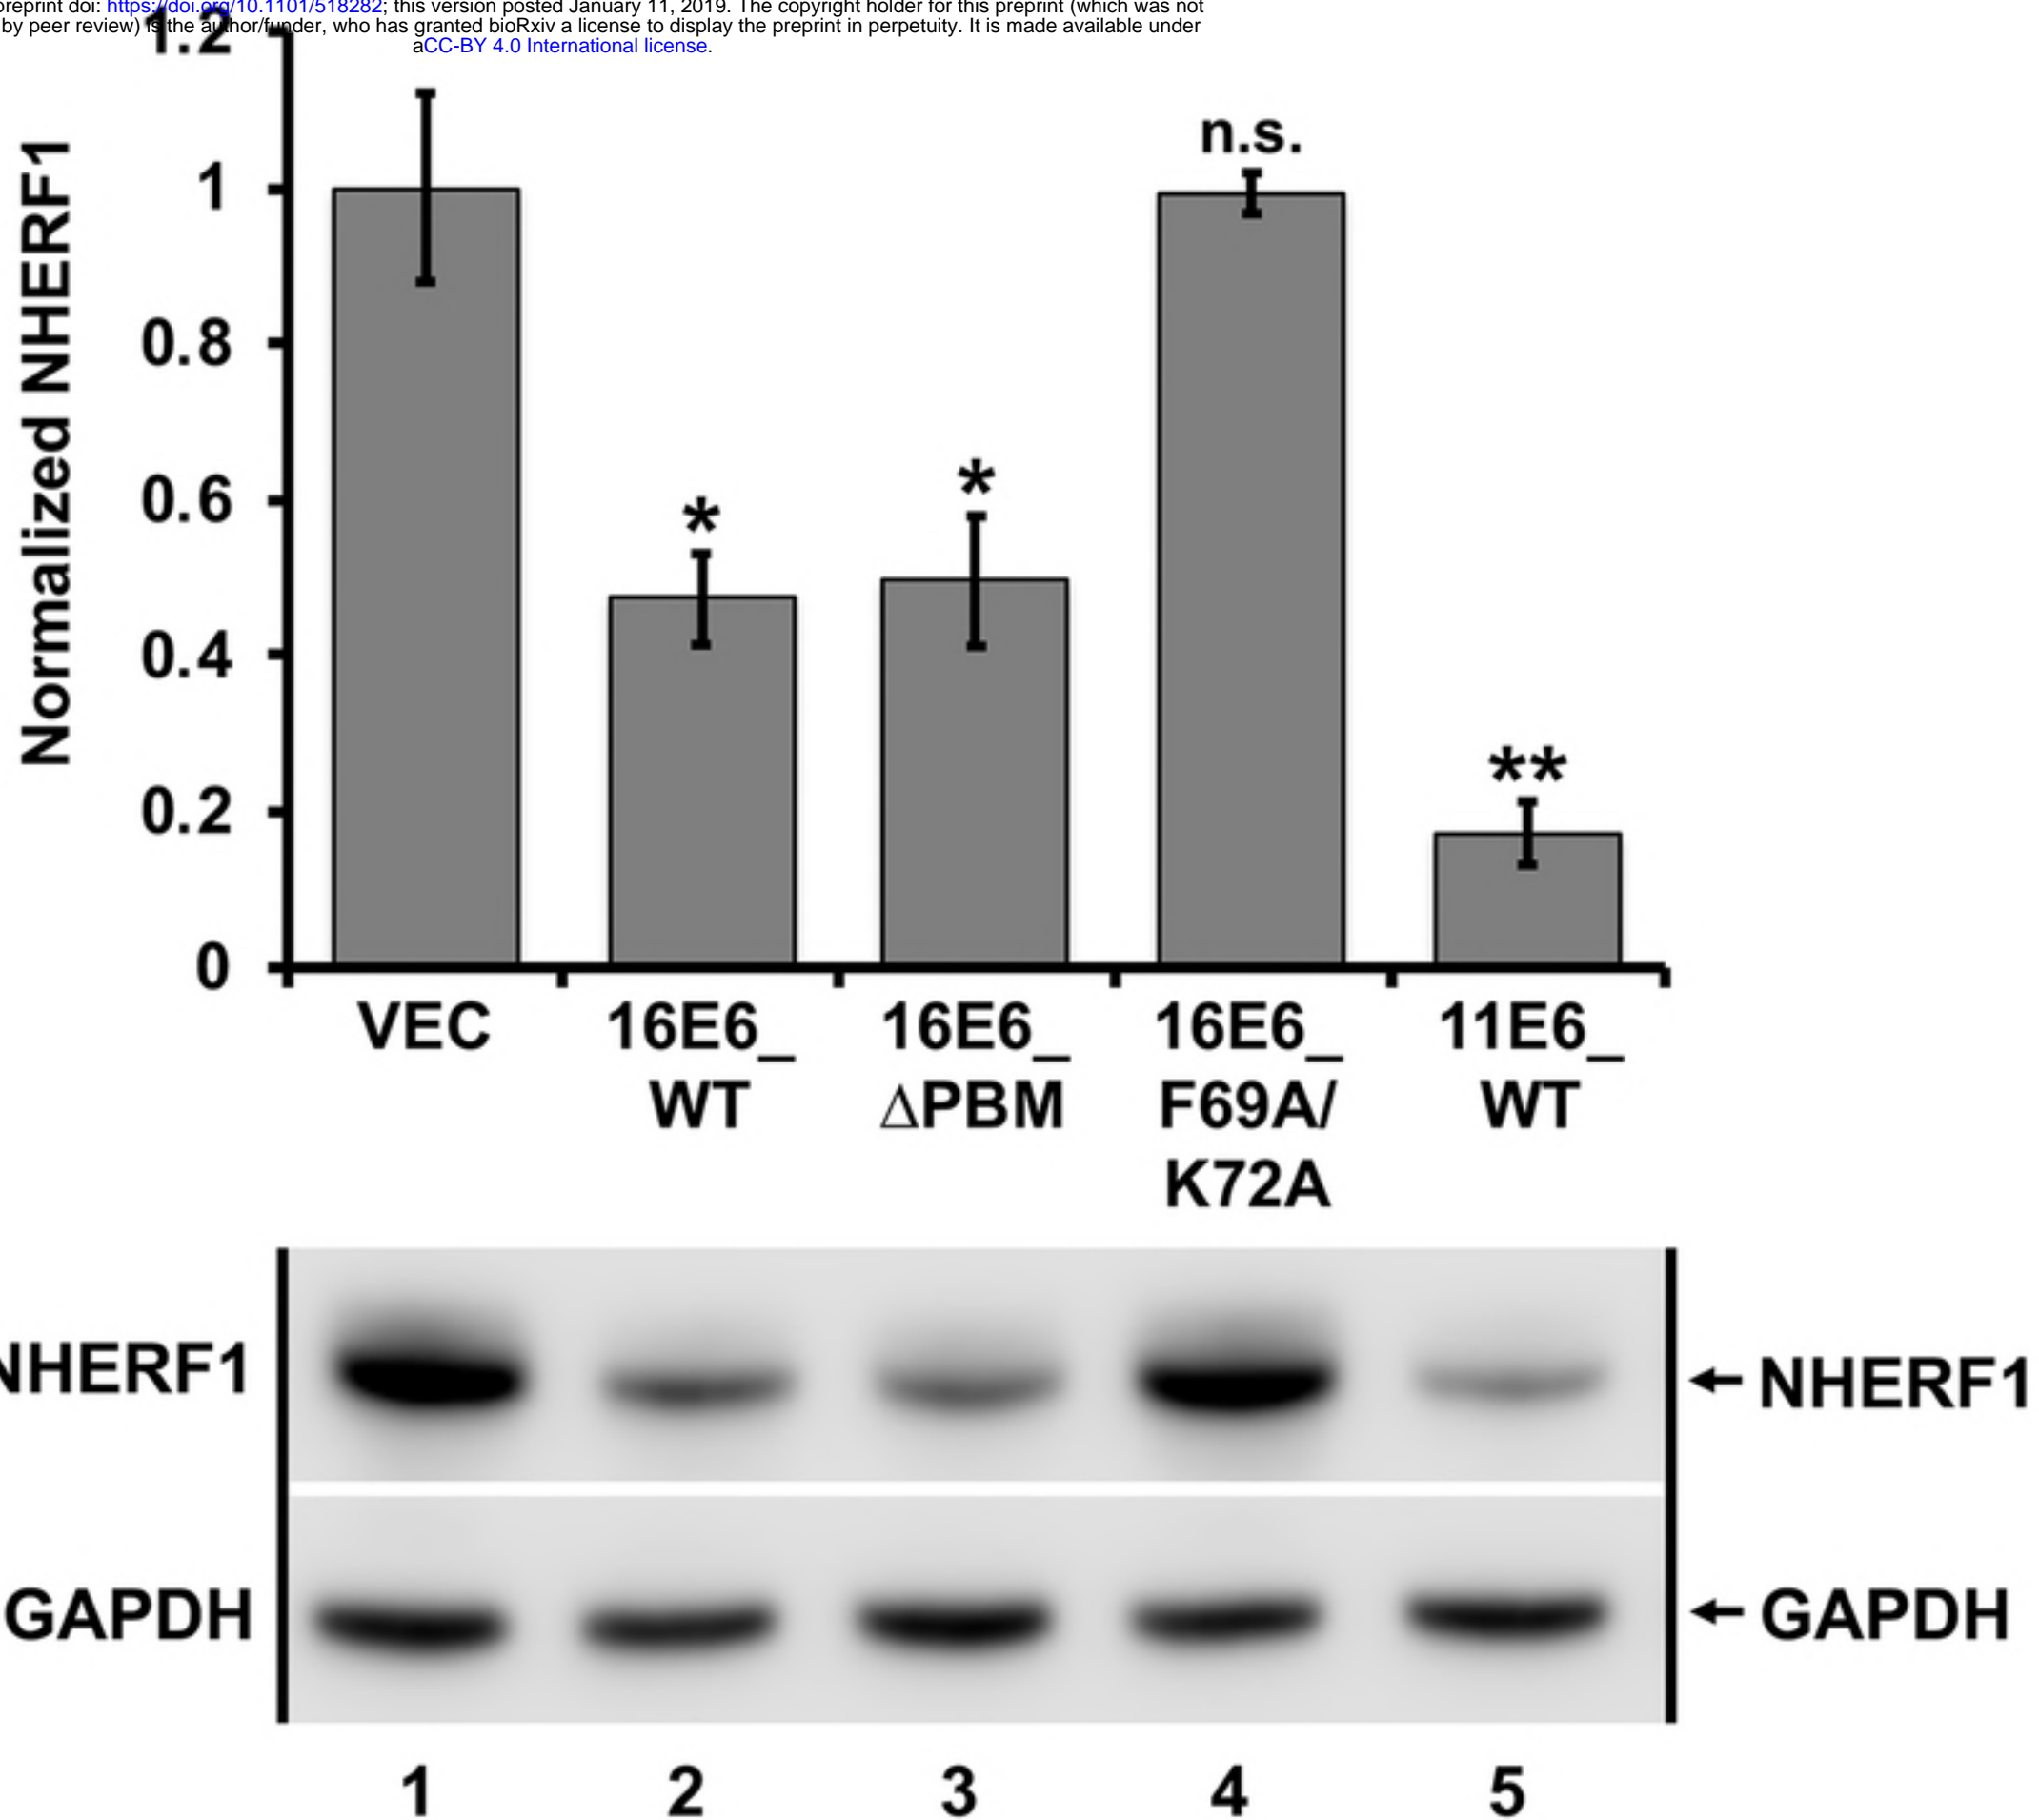 preprint doi: https://doi.org/10.1101/518282; this version posted January 11, 2019. The copyright holder for this preprint (which was not
by peer review) is the author/funder, who has granted bioRxiv a license to display the preprint in perpetuity. It is made available under
aCC-BY 4.0 International license.
Normalized NHERF1
1.2
1
0.8
0.6
0.4
0.2
0
*
*
n.s.
**
VEC
16E6_
WT
16E6_
ΔPBM
16E6_
F69A/
K72A
11E6_
WT
NHERF1
NHERF1
GAPDH
GAPDH
1 2 3 4 5